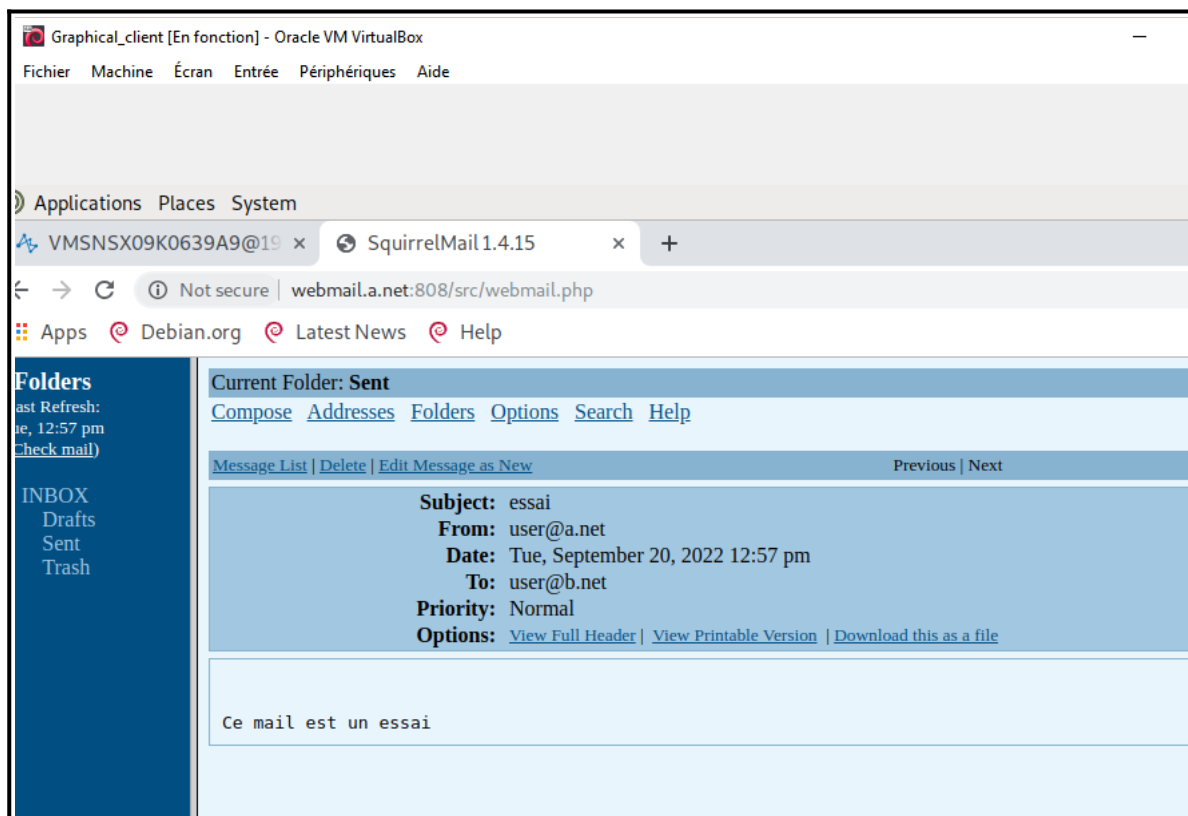 Graphical_client [En fonction] - Oracle VM VirtualBox
Fichier Machine Écran Entrée Périphériques Aide
Applications Places System
VMSNSX09K0639A9@19 × SquirrelMail 1.4.15 × +
Not secure | webmail.a.net:808/src/webmail.php
Apps Debian.org Latest News Help
Folders
ast Refresh:
ue, 12:57 pm
Check mail)
INBOX
Drafts
Sent
Trash
Current Folder: Sent
Compose Addresses Folders Options Search Help
Message List | Delete | Edit Message as New Previous | Next
Subject: essai
From: user@a.net
Date: Tue, September 20, 2022 12:57 pm
To: user@b.net
Priority: Normal
Options: View Full Header | View Printable Version | Download this as a file
Ce mail est un essai